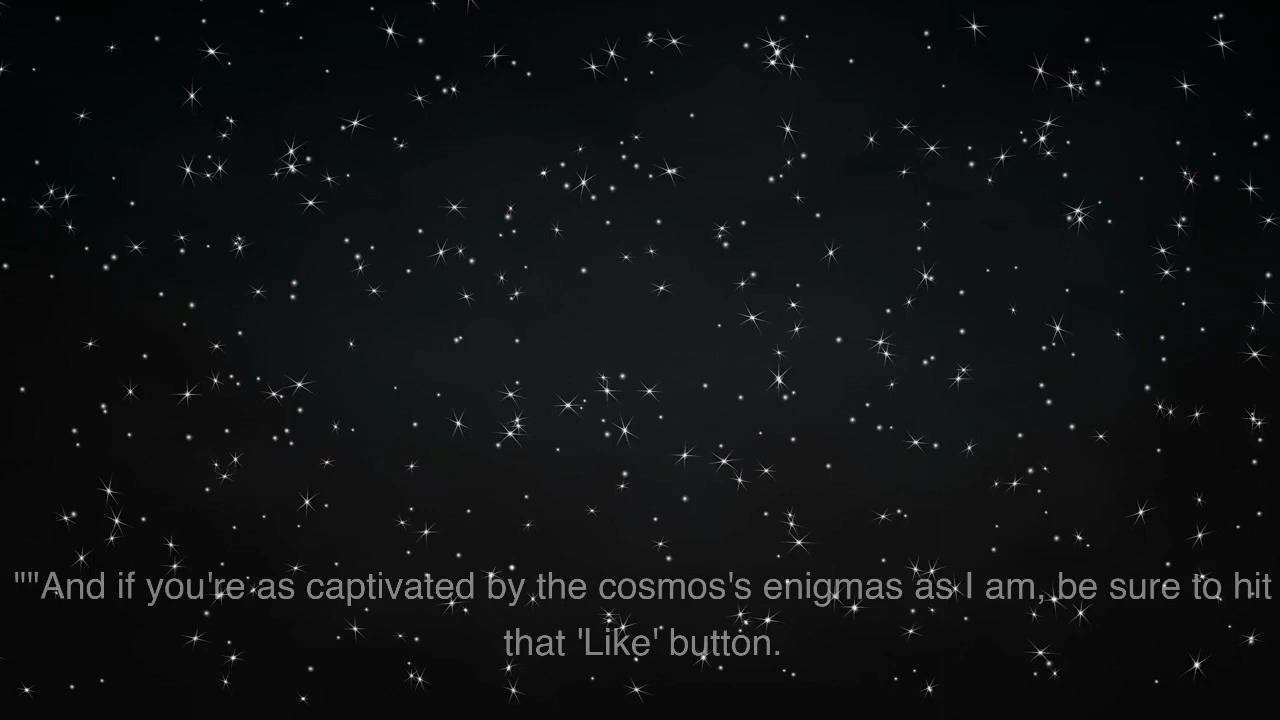 ""And if you're as captivated by the cosmos's enigmas as I am, be sure to hit
that 'Like' button.